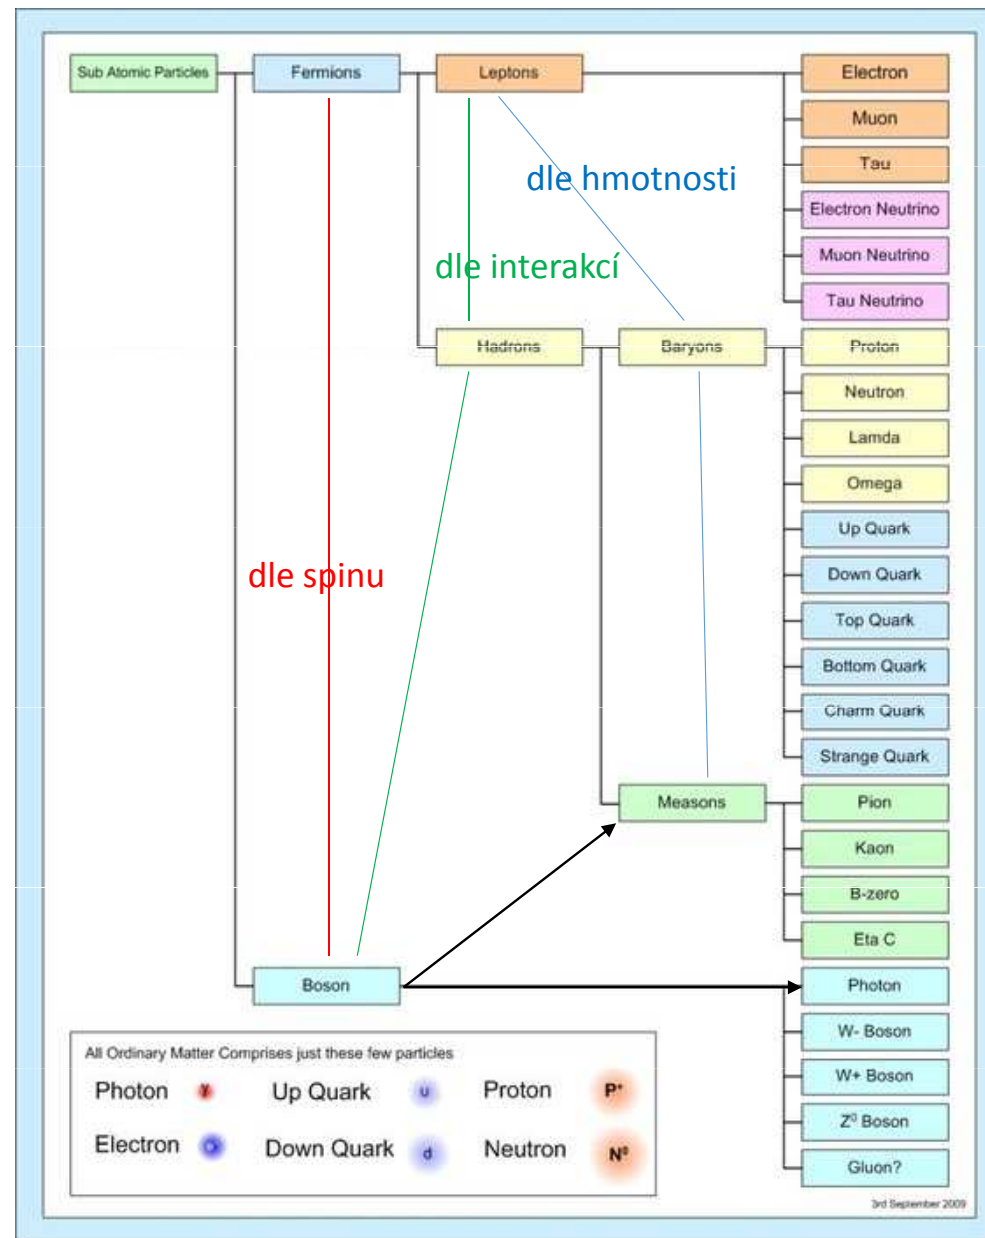 Sub Atomic Particles
Fermions
Leptons
Electron
Muon
Tau
dle hmotnosti
Electron Neutrino
Muon Neutrino
dle interakcí
Tau Neutrino
Hadrons
Baryons
Proton
Neutron
Lamda
Omega
Up Quark
dle spinu
Down Quark
Top Quark
Bottom Quark
Charm Quark
Strange Quark
Measons
Pion
Kaon
B-zero
Eta C
Boson
Photon
W- Boson
W+ Boson
Z⁰ Boson
Gluon?
All Ordinary Matter Comprises just these few particles
Photon γ Up Quark u Proton P⁺
Electron Down Quark d Neutron N⁰
3rd September 2009